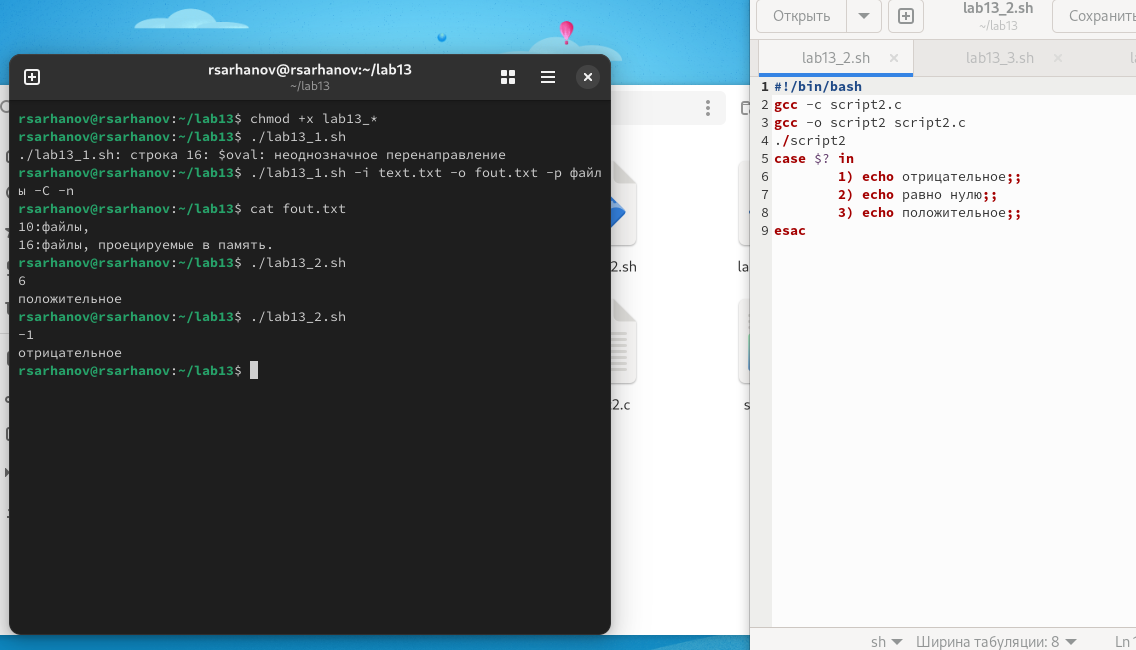 rsarhanov@rsarhanov:~/lab13
~/lab13
rsarhanov@rsarhanov:~/lab13$ chmod +x lab13_*
rsarhanov@rsarhanov:~/lab13$ ./lab13_1.sh
./lab13_1.sh: строка 16: $oval: неоднозначное перенаправление
rsarhanov@rsarhanov:~/lab13$ ./lab13_1.sh -i text.txt -o fout.txt -p файл
ы -C -n
rsarhanov@rsarhanov:~/lab13$ cat fout.txt
10:файлы,
16:файлы, проецируемые в память.
rsarhanov@rsarhanov:~/lab13$ ./lab13_2.sh
6
положительное
rsarhanov@rsarhanov:~/lab13$ ./lab13_2.sh
-1
отрицательное
rsarhanov@rsarhanov:~/lab13$
2.sh
la
2.c
s
Открыть
lab13_2.sh
~/lab13
Сохранить
lab13_2.sh
lab13_3.sh
1 #!/bin/bash
2 gcc -c script2.c
3 gcc -o script2 script2.c
4 ./script2
5 case $? in
6 1) echo отрицательное;;
7 2) echo равно нулю;;
8 3) echo положительное;;
9 esac
sh
Ширина табуляции: 8
Ln 1